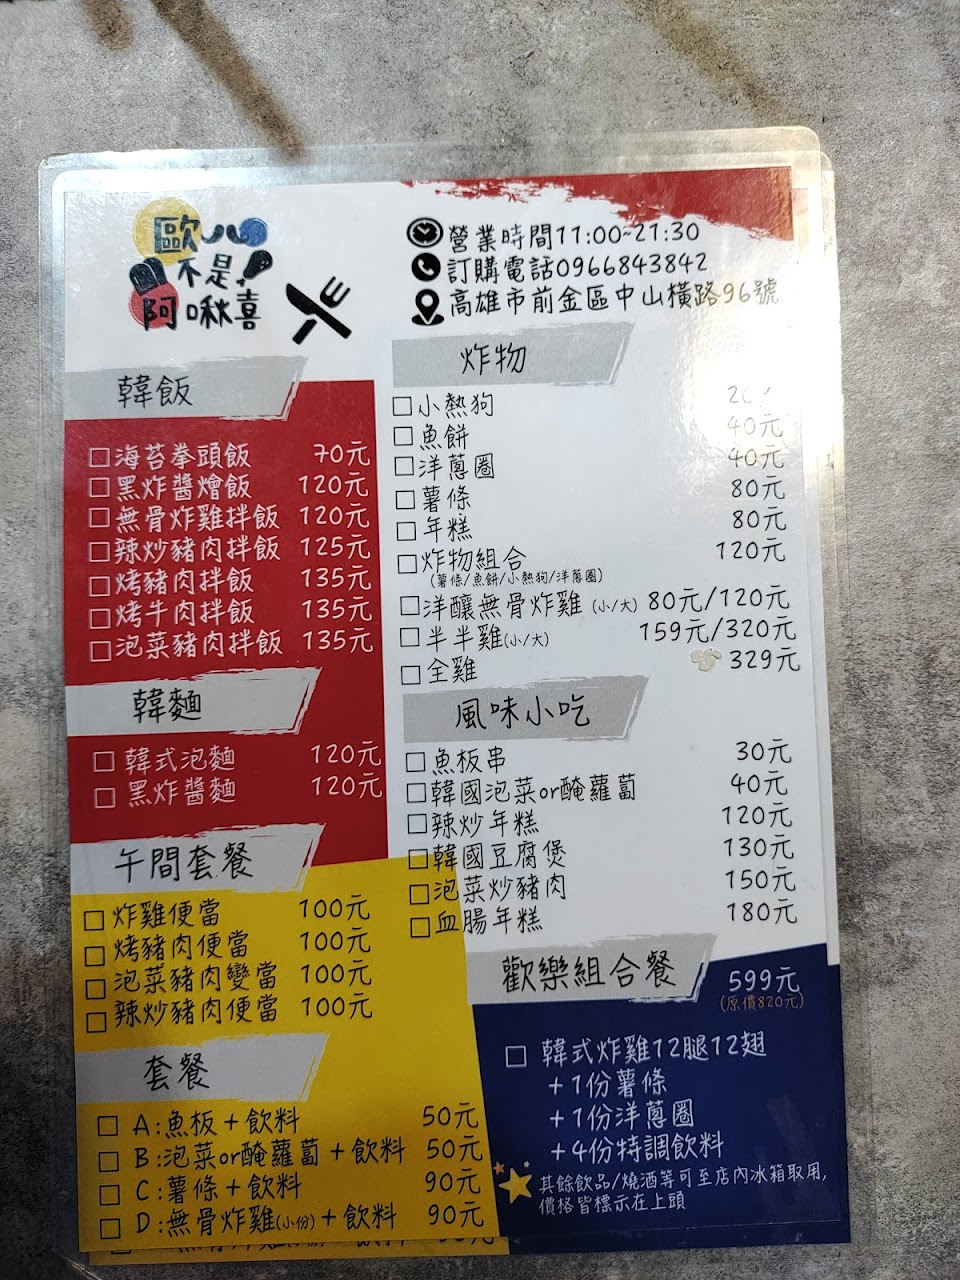 歐八
不是
阿啾喜
營業時間11:00~21:30
訂購電話0966843842
高雄市前金區中山橫路96號
韓飯
海苔拳頭飯 70元
黑炸醬燴飯 120元
無骨炸雞拌飯 120元
辣炒豬肉拌飯 125元
烤豬肉拌飯 135元
烤牛肉拌飯 135元
泡菜豬肉拌飯 135元
韓麵
韓式泡麵 120元
黑炸醬麵 120元
午間套餐
炸雞便當 100元
烤豬肉便當 100元
泡菜豬肉變當 100元
辣炒豬肉便當 100元
套餐
A:魚板+飲料 50元
B:泡菜or醃蘿蔔+飲料 50元
C:薯條+飲料 90元
D:無骨炸雞(小份)+飲料 90元
炸物
小熱狗
魚餅 40元
洋蔥圈 40元
薯條 80元
年糕 80元
炸物組合 120元
(薯條/魚餅/小熱狗/洋蔥圈)
洋釀無骨炸雞(小/大) 80元/120元
半半雞(小/大) 159元/320元
全雞 329元
風味小吃
魚板串 30元
韓國泡菜or醃蘿蔔 40元
辣炒年糕 120元
韓國豆腐煲 130元
泡菜炒豬肉 150元
血腸年糕 180元
歡樂組合餐 599元
(原價820元)
韓式炸雞12腿12翅
+1份薯條
+1份洋蔥圈
+4份特調飲料
其餘飲品/燒酒等可至店內冰箱取用,
價格皆標示在上頭